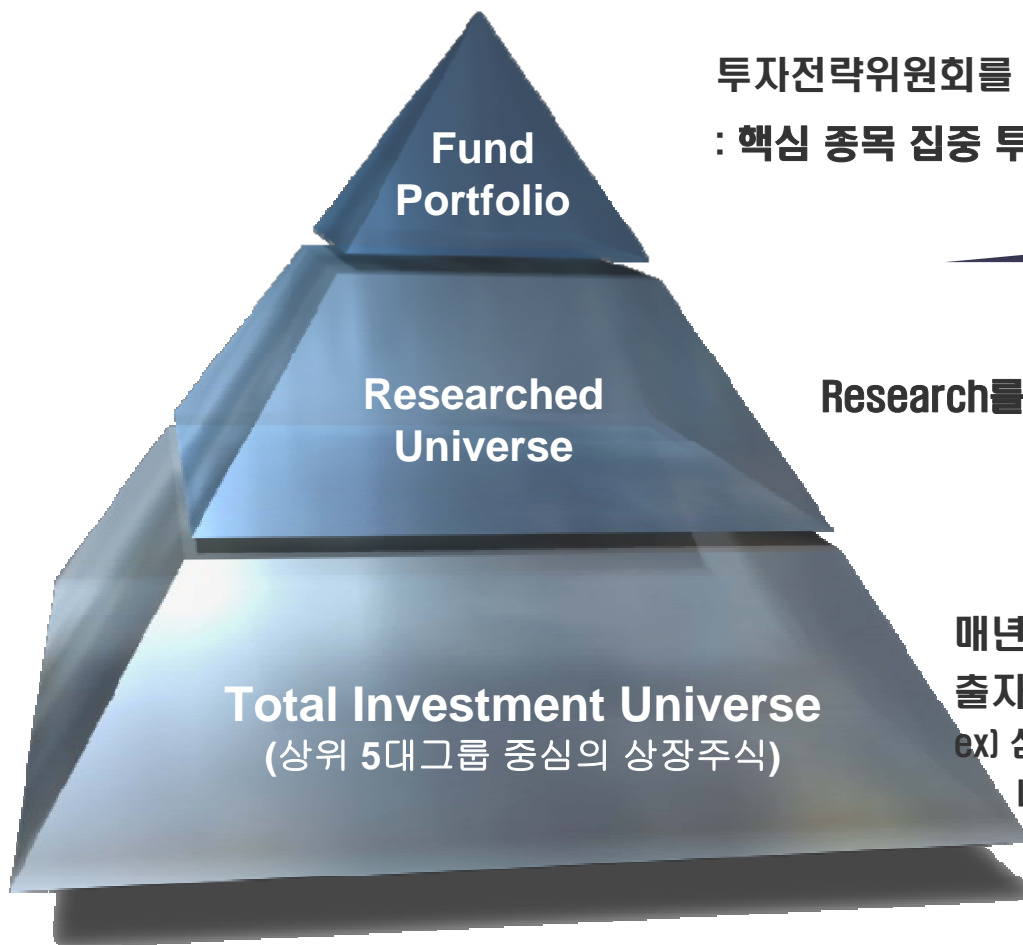 투자전략위원회를
: 핵심 종목 집중 투
Fund
Portfolio
Researched
Universe
Research를
Total Investment Universe
(상위 5대그룹 중심의 상장주식)
매년
출지
ex)